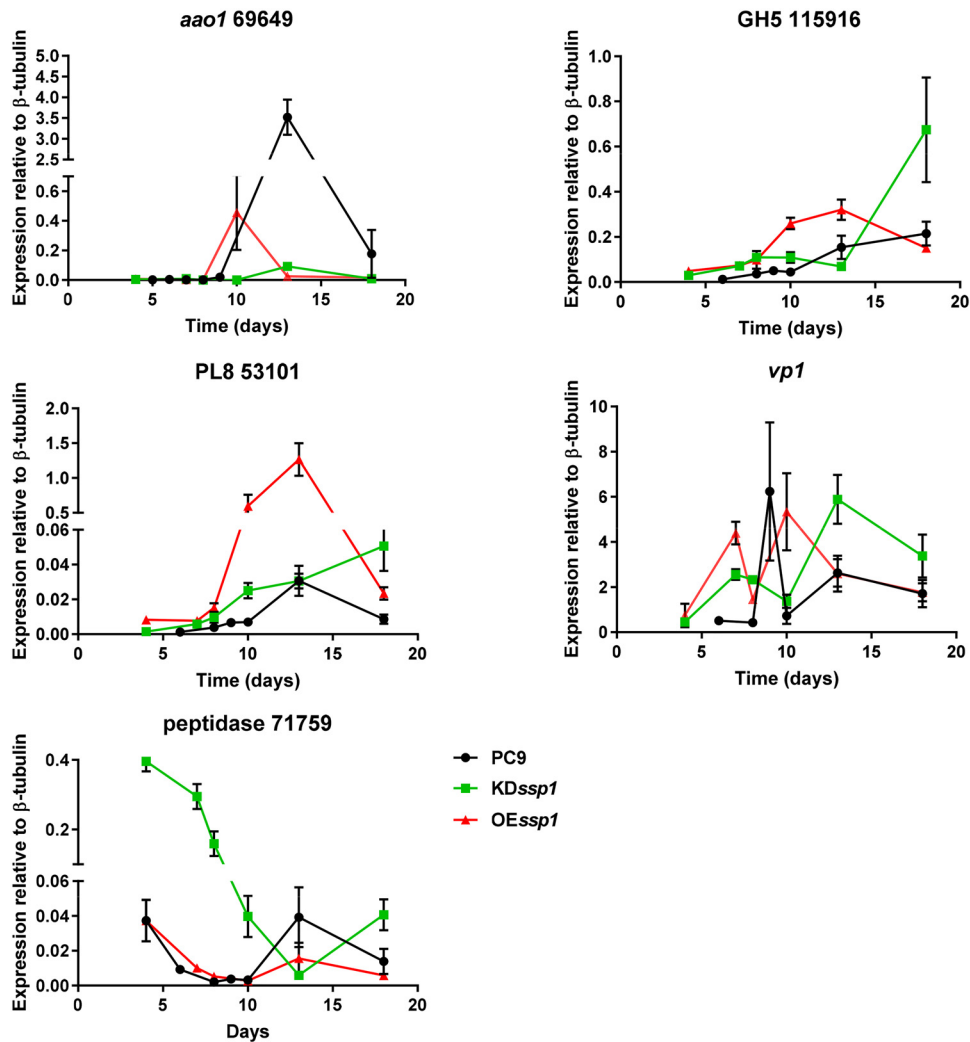 aao1 69649
Expression relative to β-tubulin
5.0
4.5
4.0
3.5
3.0
2.5
0.6
0.4
0.2
0.0
0 5 10 15 20
Time (days)
GH5 115916
Expression relative to β-tubulin
1.0
0.8
0.6
0.4
0.2
0.0
0 5 10 15 20
Time (days)
PL8 53101
Expression relative to β-tubulin
2.0
1.5
1.0
0.5
0.06
0.04
0.02
0.00
0 5 10 15 20
Time (days)
vp1
Expression relative to β-tubulin
10
8
6
4
2
0
0 5 10 15 20
Time (days)
peptidase 71759
Expression relative to β-tubulin
0.4
0.2
0.06
0.04
0.02
0.00
0 5 10 15 20
Days
PC9
KDssp1
OEssp1